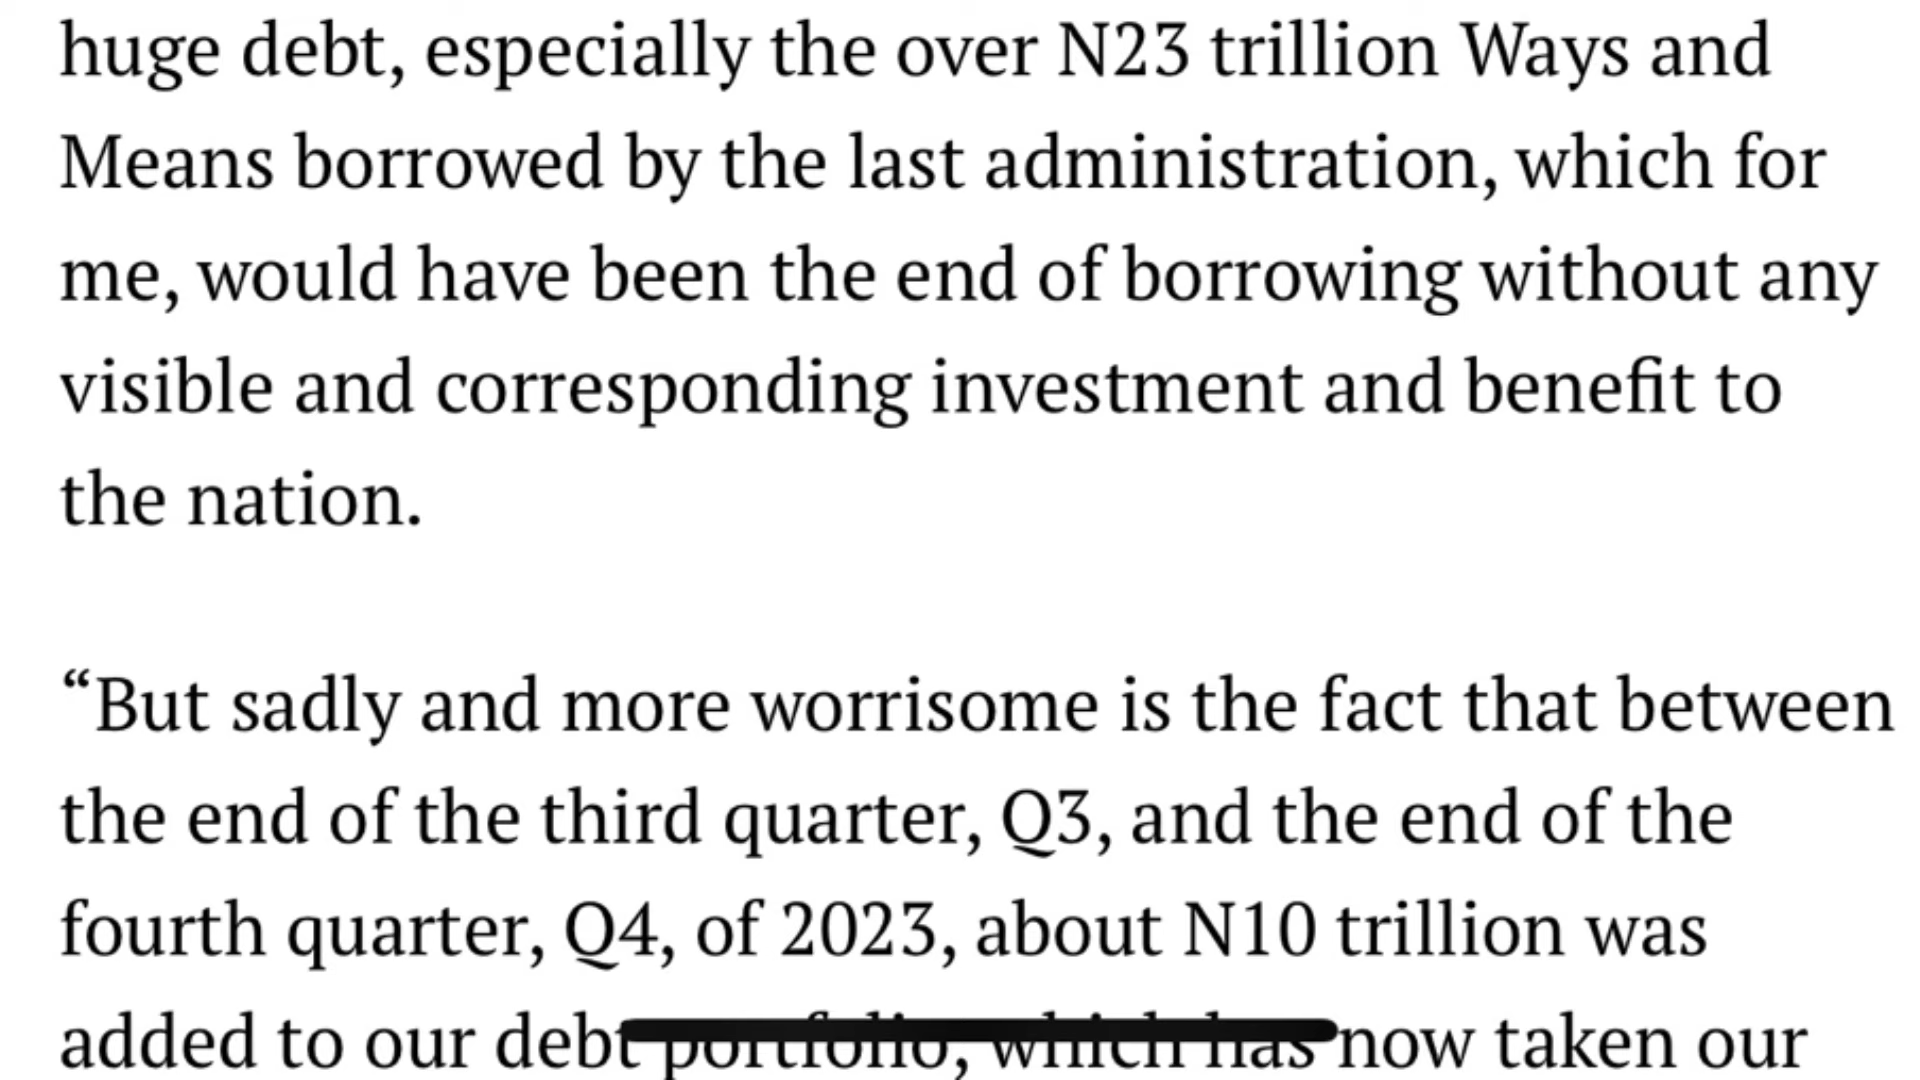 huge debt, especially the over N23 trillion Ways and
Means borrowed by the last administration, which for
me, would have been the end of borrowing without any
visible and corresponding investment and benefit to
the nation.
“But sadly and more worrisome is the fact that between
the end of the third quarter, Q3, and the end of the
fourth quarter, Q4, of 2023, about N10 trillion was
added to our debt portfolio, which has now taken our